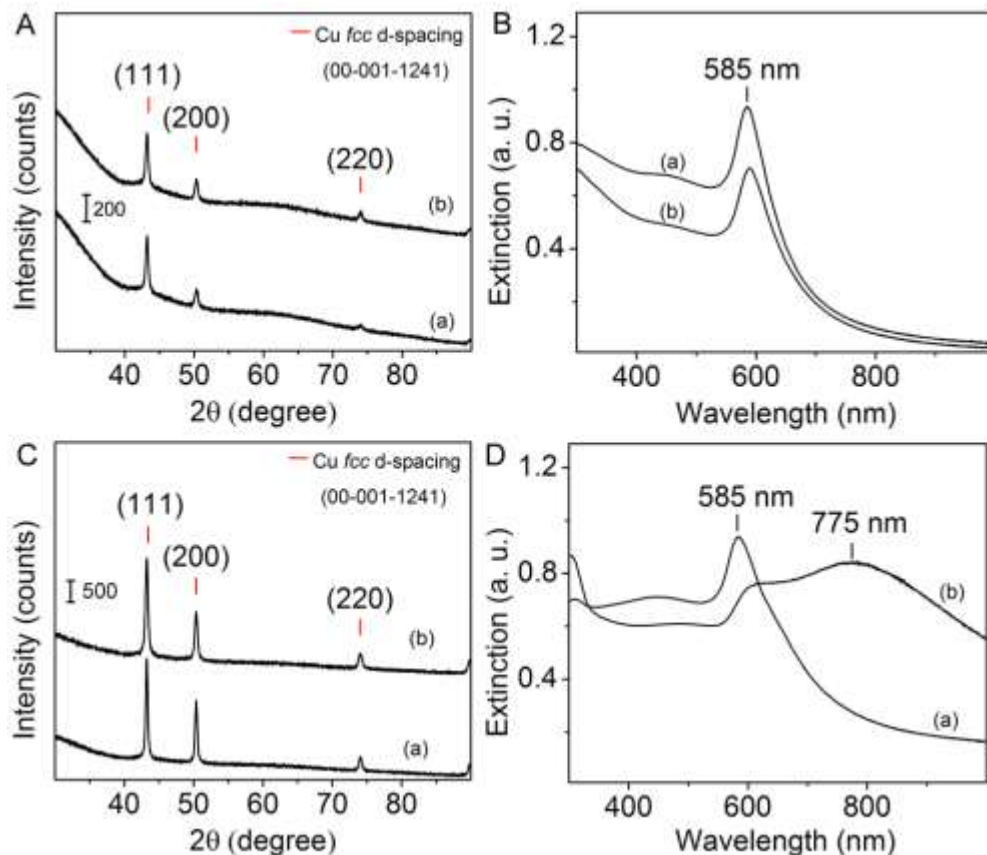 A
Cu fcc d-spacing
(00-001-1241)
(111)
(200)
(220)
200
(b)
(a)
Intensity (counts)
40 50 60 70 80
2θ (degree)
B
1.2
585 nm
0.8
(a)
(b)
0.4
Extinction (a. u.)
400 600 800
Wavelength (nm)
C
Cu fcc d-spacing
(00-001-1241)
(111)
(200)
(220)
500
(b)
(a)
Intensity (counts)
40 50 60 70 80
2θ (degree)
D
1.2
585 nm
775 nm
0.8
(b)
0.4
(a)
Extinction (a. u.)
400 600 800
Wavelength (nm)